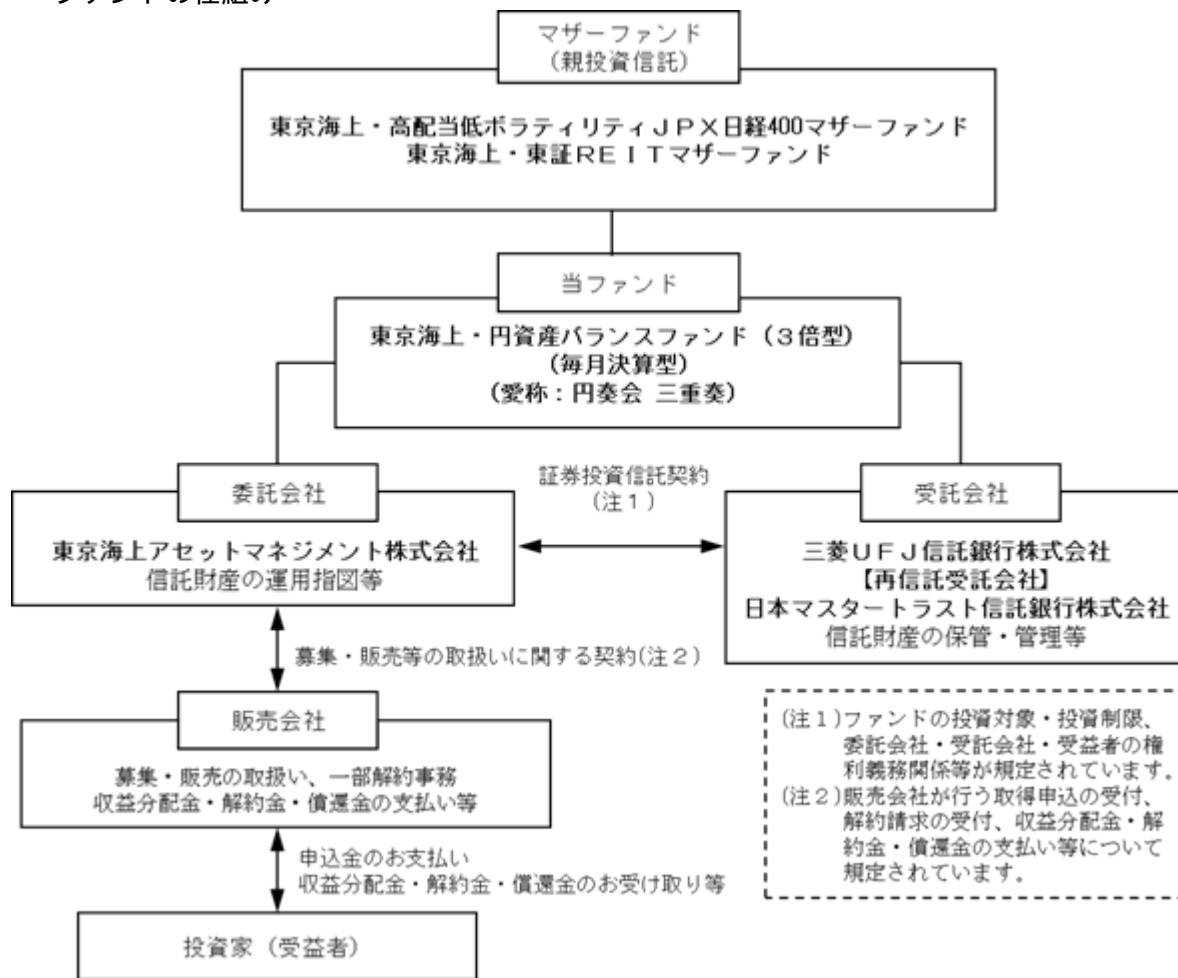 ファンドの仕組み
マザーファンド
(親投資信託)
東京海上・高配当低ボラティリティＪＰＸ日経400マザーファンド
東京海上・東証ＲＥＩＴマザーファンド
当ファンド
東京海上・円資産バランスファンド（３倍型）
(毎月決算型)
(愛称：円奏会 三重奏)
委託会社
東京海上アセットマネジメント株式会社
信託財産の運用指図等
証券投資信託契約
(注１)
受託会社
三菱ＵＦＪ信託銀行株式会社
【再信託受託会社】
日本マスタートラスト信託銀行株式会社
信託財産の保管・管理等
募集・販売等の取扱いに関する契約(注２)
販売会社
募集・販売の取扱い、一部解約事務
収益分配金・解約金・償還金の支払い等
申込金のお支払い
収益分配金・解約金・償還金のお受け取り等
投資家（受益者）
(注１)ファンドの投資対象・投資制限、
委託会社・受託会社・受益者の権
利義務関係等が規定されています。
(注２)販売会社が行う取得申込の受付、
解約請求の受付、収益分配金・解
約金・償還金の支払い等について
規定されています。